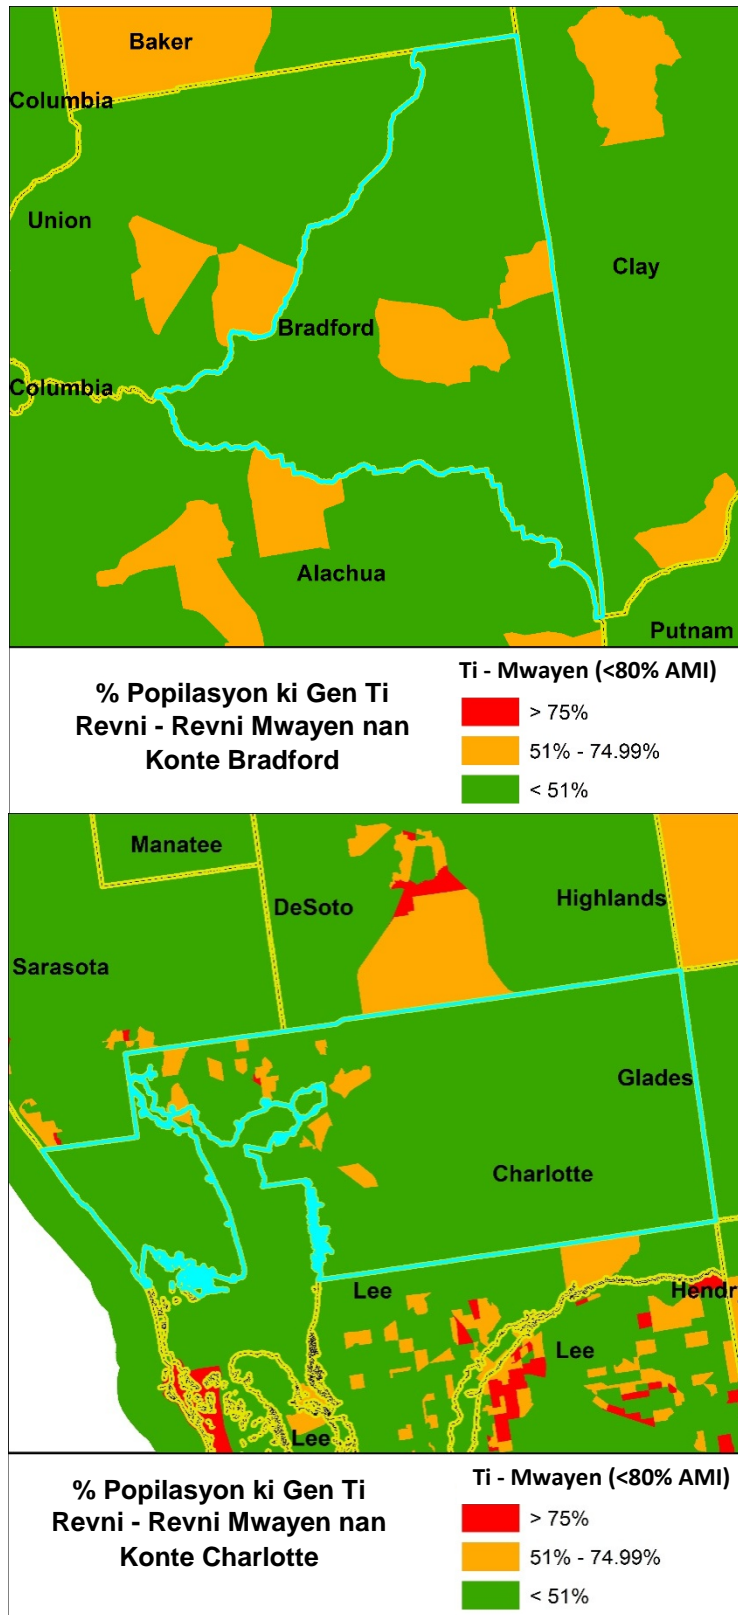 Baker
Columbia
Union
Clay
Bradford
Columbia
Alachua
Putnam
% Popilasyon ki Gen Ti
Revni - Revni Mwayen nan
Konte Bradford
Ti - Mwayen (<80% AMI)
> 75%
51% - 74.99%
< 51%
Manatee
DeSoto
Highlands
Sarasota
Glades
Charlotte
Lee
Hendr
Lee
Lee
% Popilasyon ki Gen Ti
Revni - Revni Mwayen nan
Konte Charlotte
Ti - Mwayen (<80% AMI)
> 75%
51% - 74.99%
< 51%